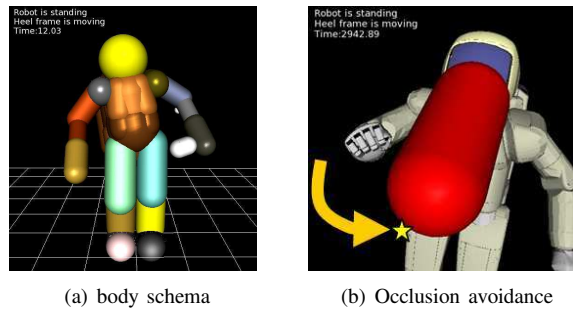 Robot is standing
Heel frame is moving
Time:12.03
Robot is standing
Heel frame is moving
Time:2942.89
(a) body schema
(b) Occlusion avoidance